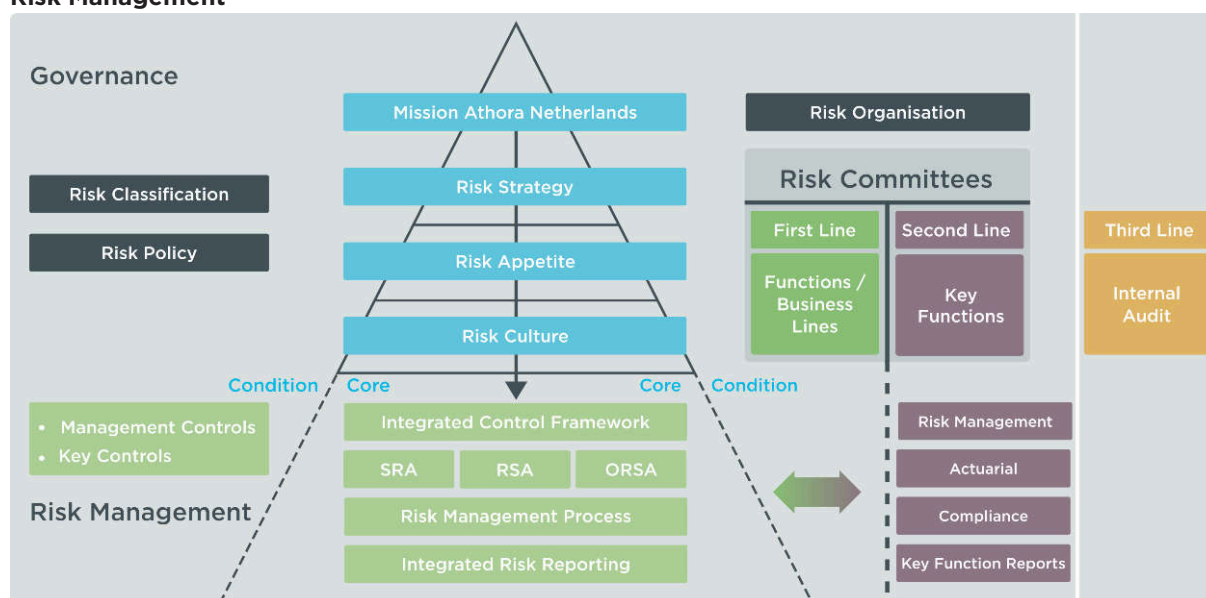 Risk Management
Governance
Mission Athora Netherlands
Risk Organisation
Risk Classification
Risk Strategy
Risk Committees
Risk Policy
Risk Appetite
First Line
Second Line
Third Line
Functions /
Business
Lines
Key
Functions
Internal
Audit
Risk Culture
Condition
Core
Core
Condition
• Management Controls
• Key Controls
Integrated Control Framework
Risk Management
SRA
RSA
ORSA
Actuarial
Risk Management
Risk Management Process
Compliance
Integrated Risk Reporting
Key Function Reports